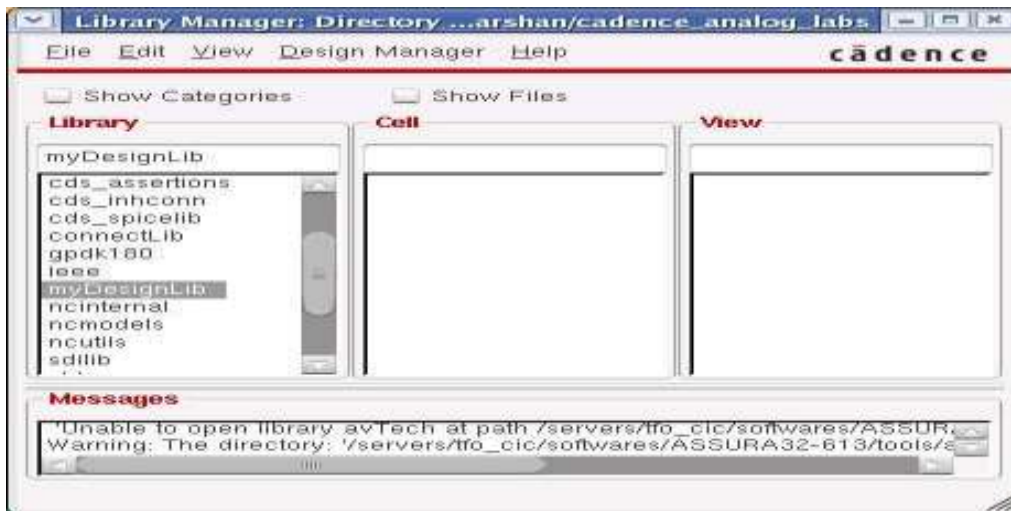 Library Manager: Directory ...arshan/cadence_analog_labs
File Edit View Design Manager Help cādence
Show Categories Show Files
Library Cell View
myDesignLib
cds_assertions
cds_inhconn
cds_spicelib
connectLib
gpdk180
ieee
myDesignLib
ncinternal
ncmodels
ncutils
sdilib
Messages
"Unable to open library avTech at path /servers/tfo_cic/softwares/ASSUR
Warning: The directory: '/servers/tfo_cic/softwares/ASSURA32-613/tools/a